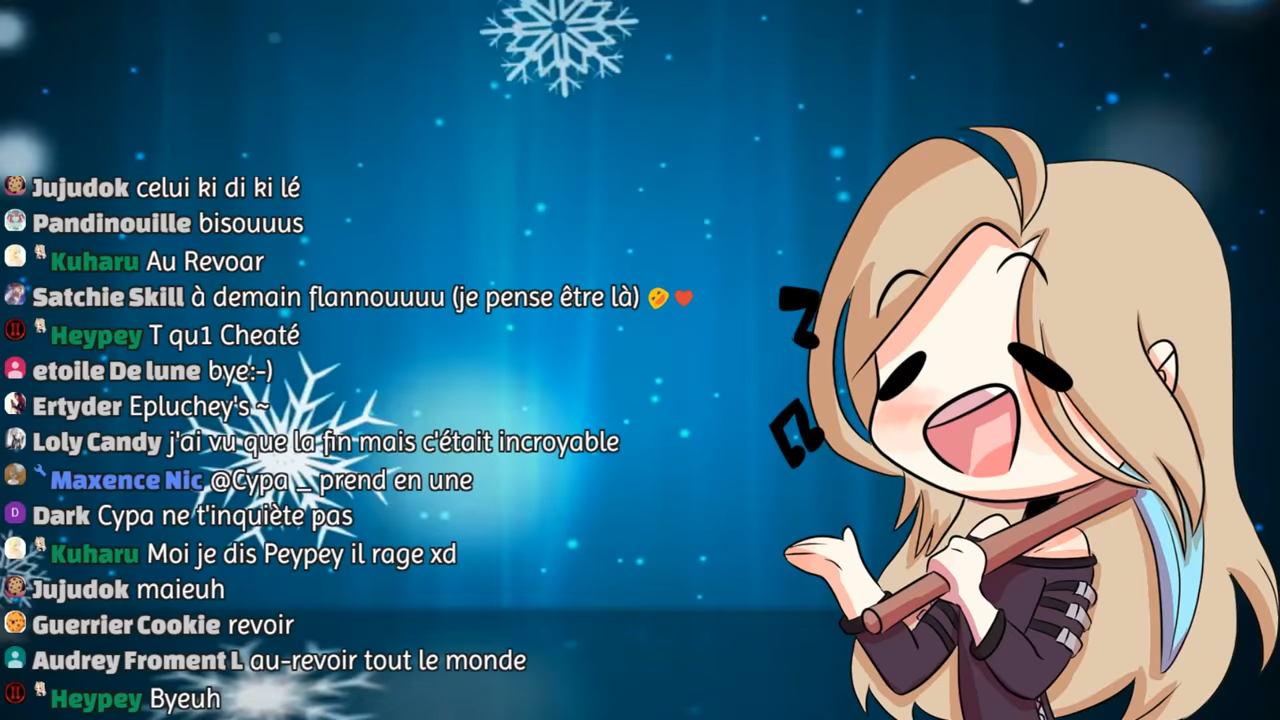 Jujudok celui ki di ki lé
Pandinouille bisouuus
Kuharu Au Revoar
Satchie Skill à demain flannouuuu (je pense être là) 🤣❤️
Heypey T qu1 Cheaté
etoile De lune bye:-)
Ertyder Epluchey's ~
Loly Candy j'ai vu que la fin mais c'était incroyable
Maxence Nic @Cypa _ prend en une
Dark Cypa ne t'inquiète pas
Kuharu Moi je dis Peypey il rage xd
Jujudok maieuh
Guerrier Cookie revoir
Audrey Froment L au-revoir tout le monde
Heypey Byeuh